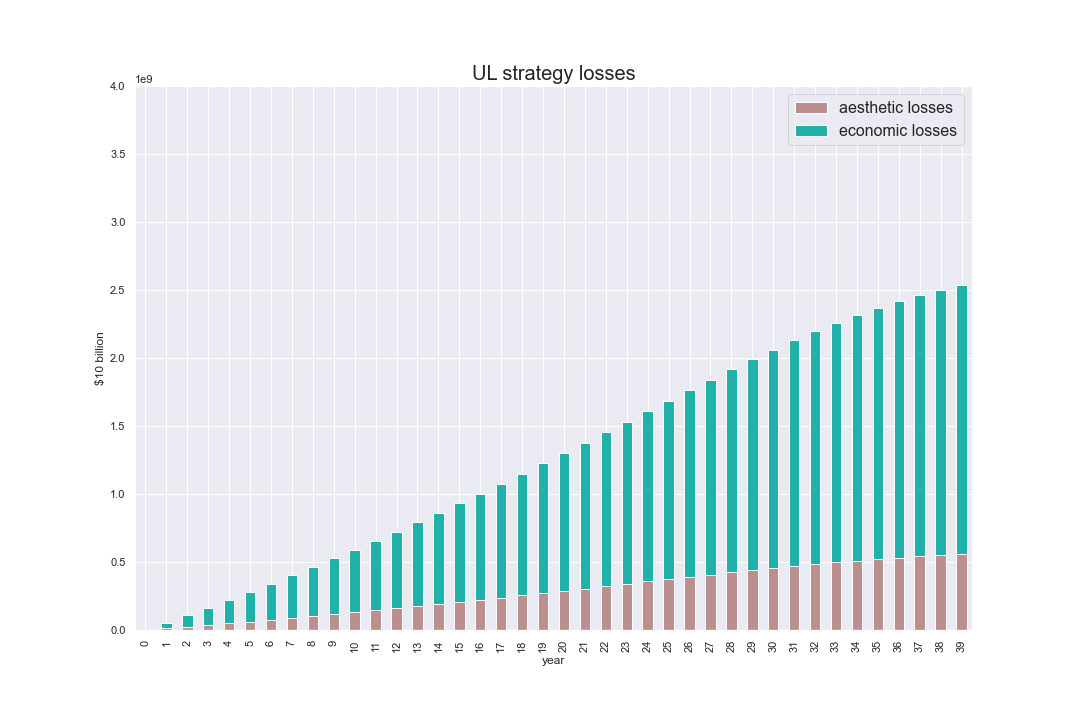 UL strategy losses
1e9
4.0
3.5
3.0
2.5
2.0
1.5
1.0
0.5
0.0
$10 billion
aesthetic losses
economic losses
0 1 2 3 4 5 6 7 8 9 10 11 12 13 14 15 16 17 18 19 20 21 22 23 24 25 26 27 28 29 30 31 32 33 34 35 36 37 38 39
year